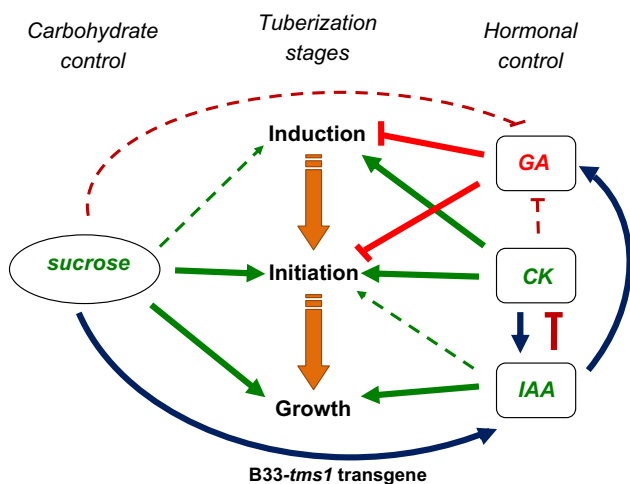 Carbohydrate
control
Tuberization
stages
Hormonal
control
Induction
GA
sucrose
Initiation
CK
IAA
Growth
B33-tms1 transgene